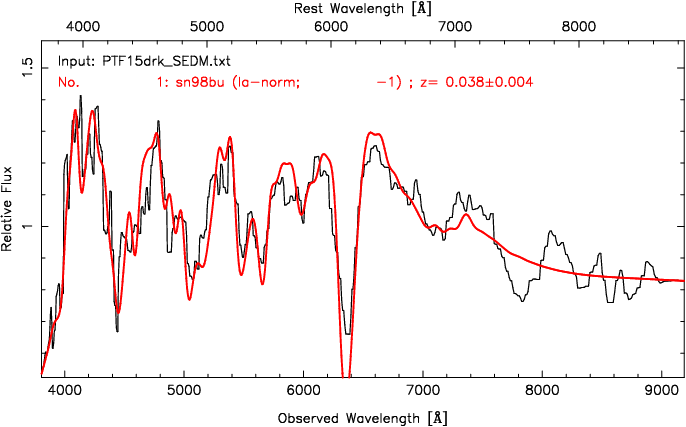 Rest Wavelength [Å]
4000 5000 6000 7000 8000
Input: PTF15drk_SEDM.txt
No. 1: sn98bu (Ia-norm; -1) ; z= 0.038±0.004
Relative Flux
1.5
1
4000 5000 6000 7000 8000 9000
Observed Wavelength [Å]